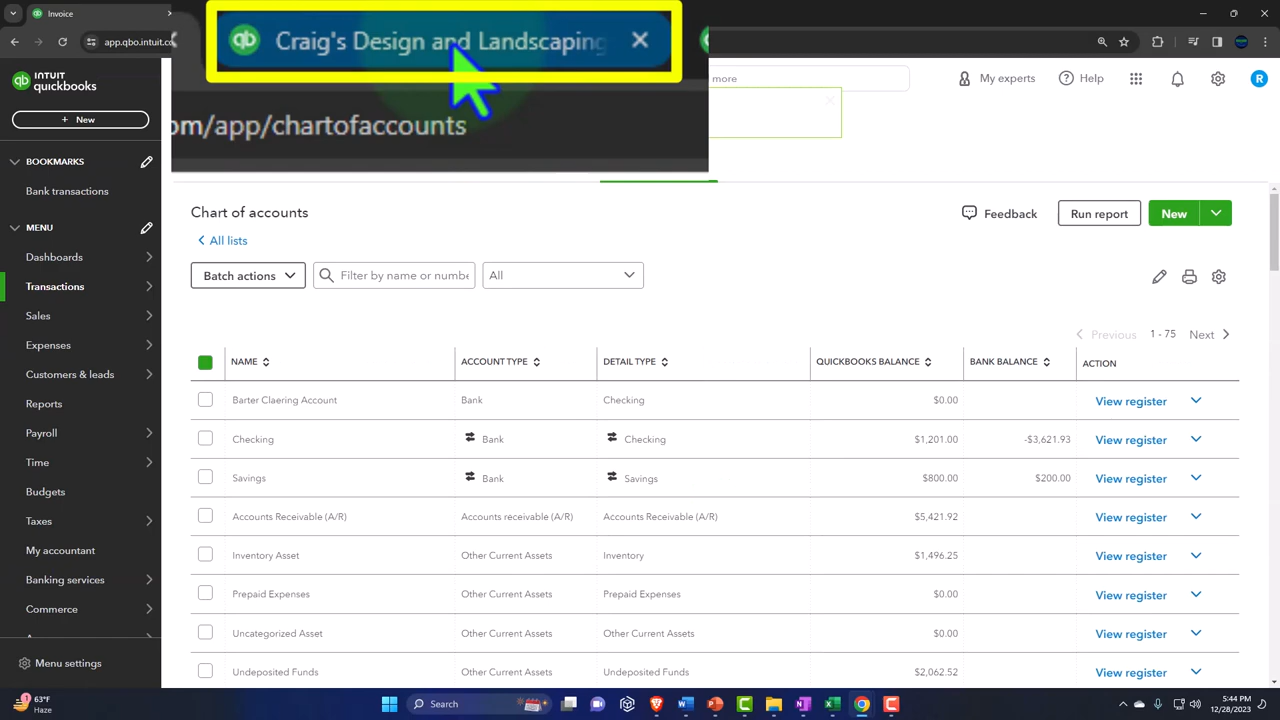 Invoice
Craig's Design and Landscaping
app.qbo.intuit.com
om/app/chartofaccounts
more
INTUIT
quickbooks
My experts
Help
R
+ New
BOOKMARKS
Bank transactions
MENU
Dashboards
Transactions
Sales
Expenses
Customers & leads
Reports
Payroll
Time
Budgets
Taxes
My accountant
Banking services
Commerce
Menu settings
Chart of accounts
Feedback
Run report
New
All lists
Batch actions
Filter by name or numbe
All
Previous 1 - 75 Next
NAME ACCOUNT TYPE DETAIL TYPE QUICKBOOKS BALANCE BANK BALANCE ACTION
Barter Claering Account Bank Checking $0.00 View register
Checking Bank Checking $1,201.00 -$3,621.93 View register
Savings Bank Savings $800.00 $200.00 View register
Accounts Receivable (A/R) Accounts receivable (A/R) Accounts Receivable (A/R) $5,421.92 View register
Inventory Asset Other Current Assets Inventory $1,496.25 View register
Prepaid Expenses Other Current Assets Prepaid Expenses $0.00 View register
Uncategorized Asset Other Current Assets Other Current Assets $0.00 View register
Undeposited Funds Other Current Assets Undeposited Funds $2,062.52 View register
1
63°F
Haze
Search
5:44 PM
12/28/2023